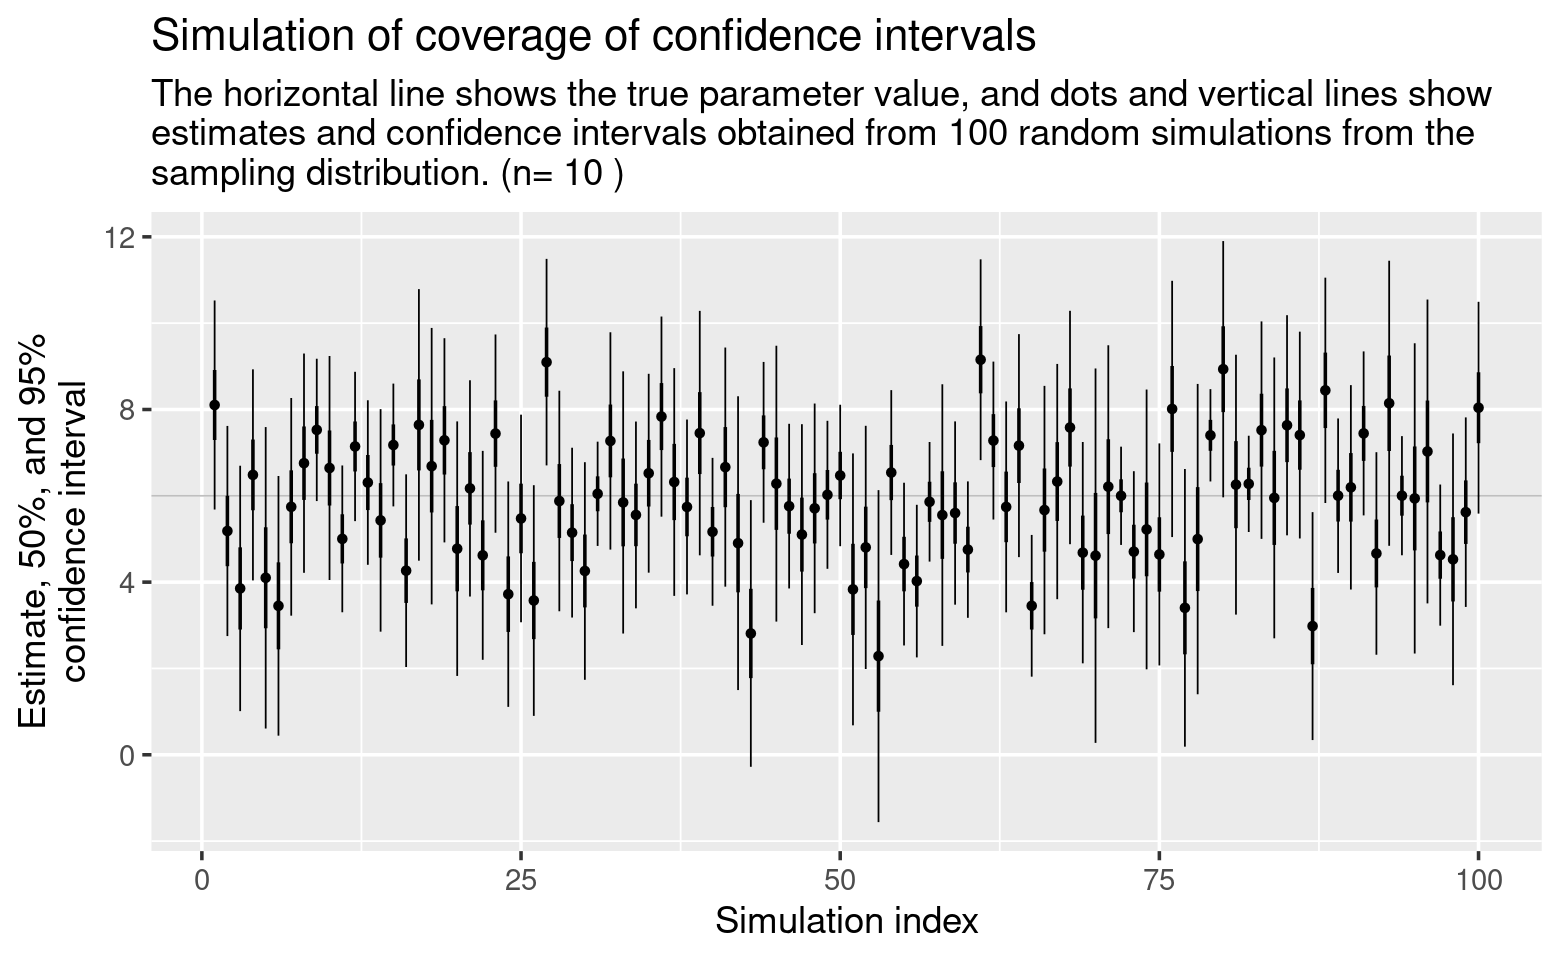 Simulation of coverage of confidence intervals
The horizontal line shows the true parameter value, and dots and vertical lines show
estimates and confidence intervals obtained from 100 random simulations from the
sampling distribution. (n= 10 )
Estimate, 50%, and 95%
confidence interval
12
8
4
0
0
25
50
75
100
Simulation index